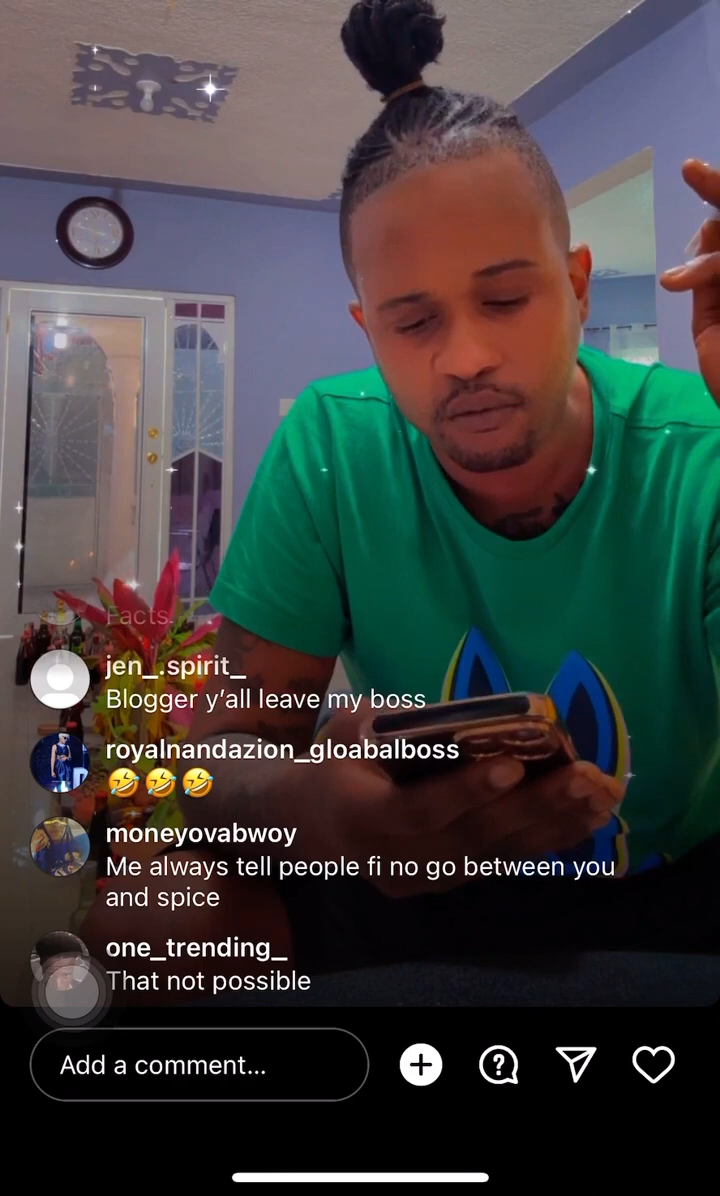 Facts.
jen_.spirit_
Blogger y’all leave my boss
royalnandazion_gloabalboss
🤣🤣🤣
moneyovabwoy
Me always tell people fi no go between you
and spice
one_trending_
That not possible
Add a comment...